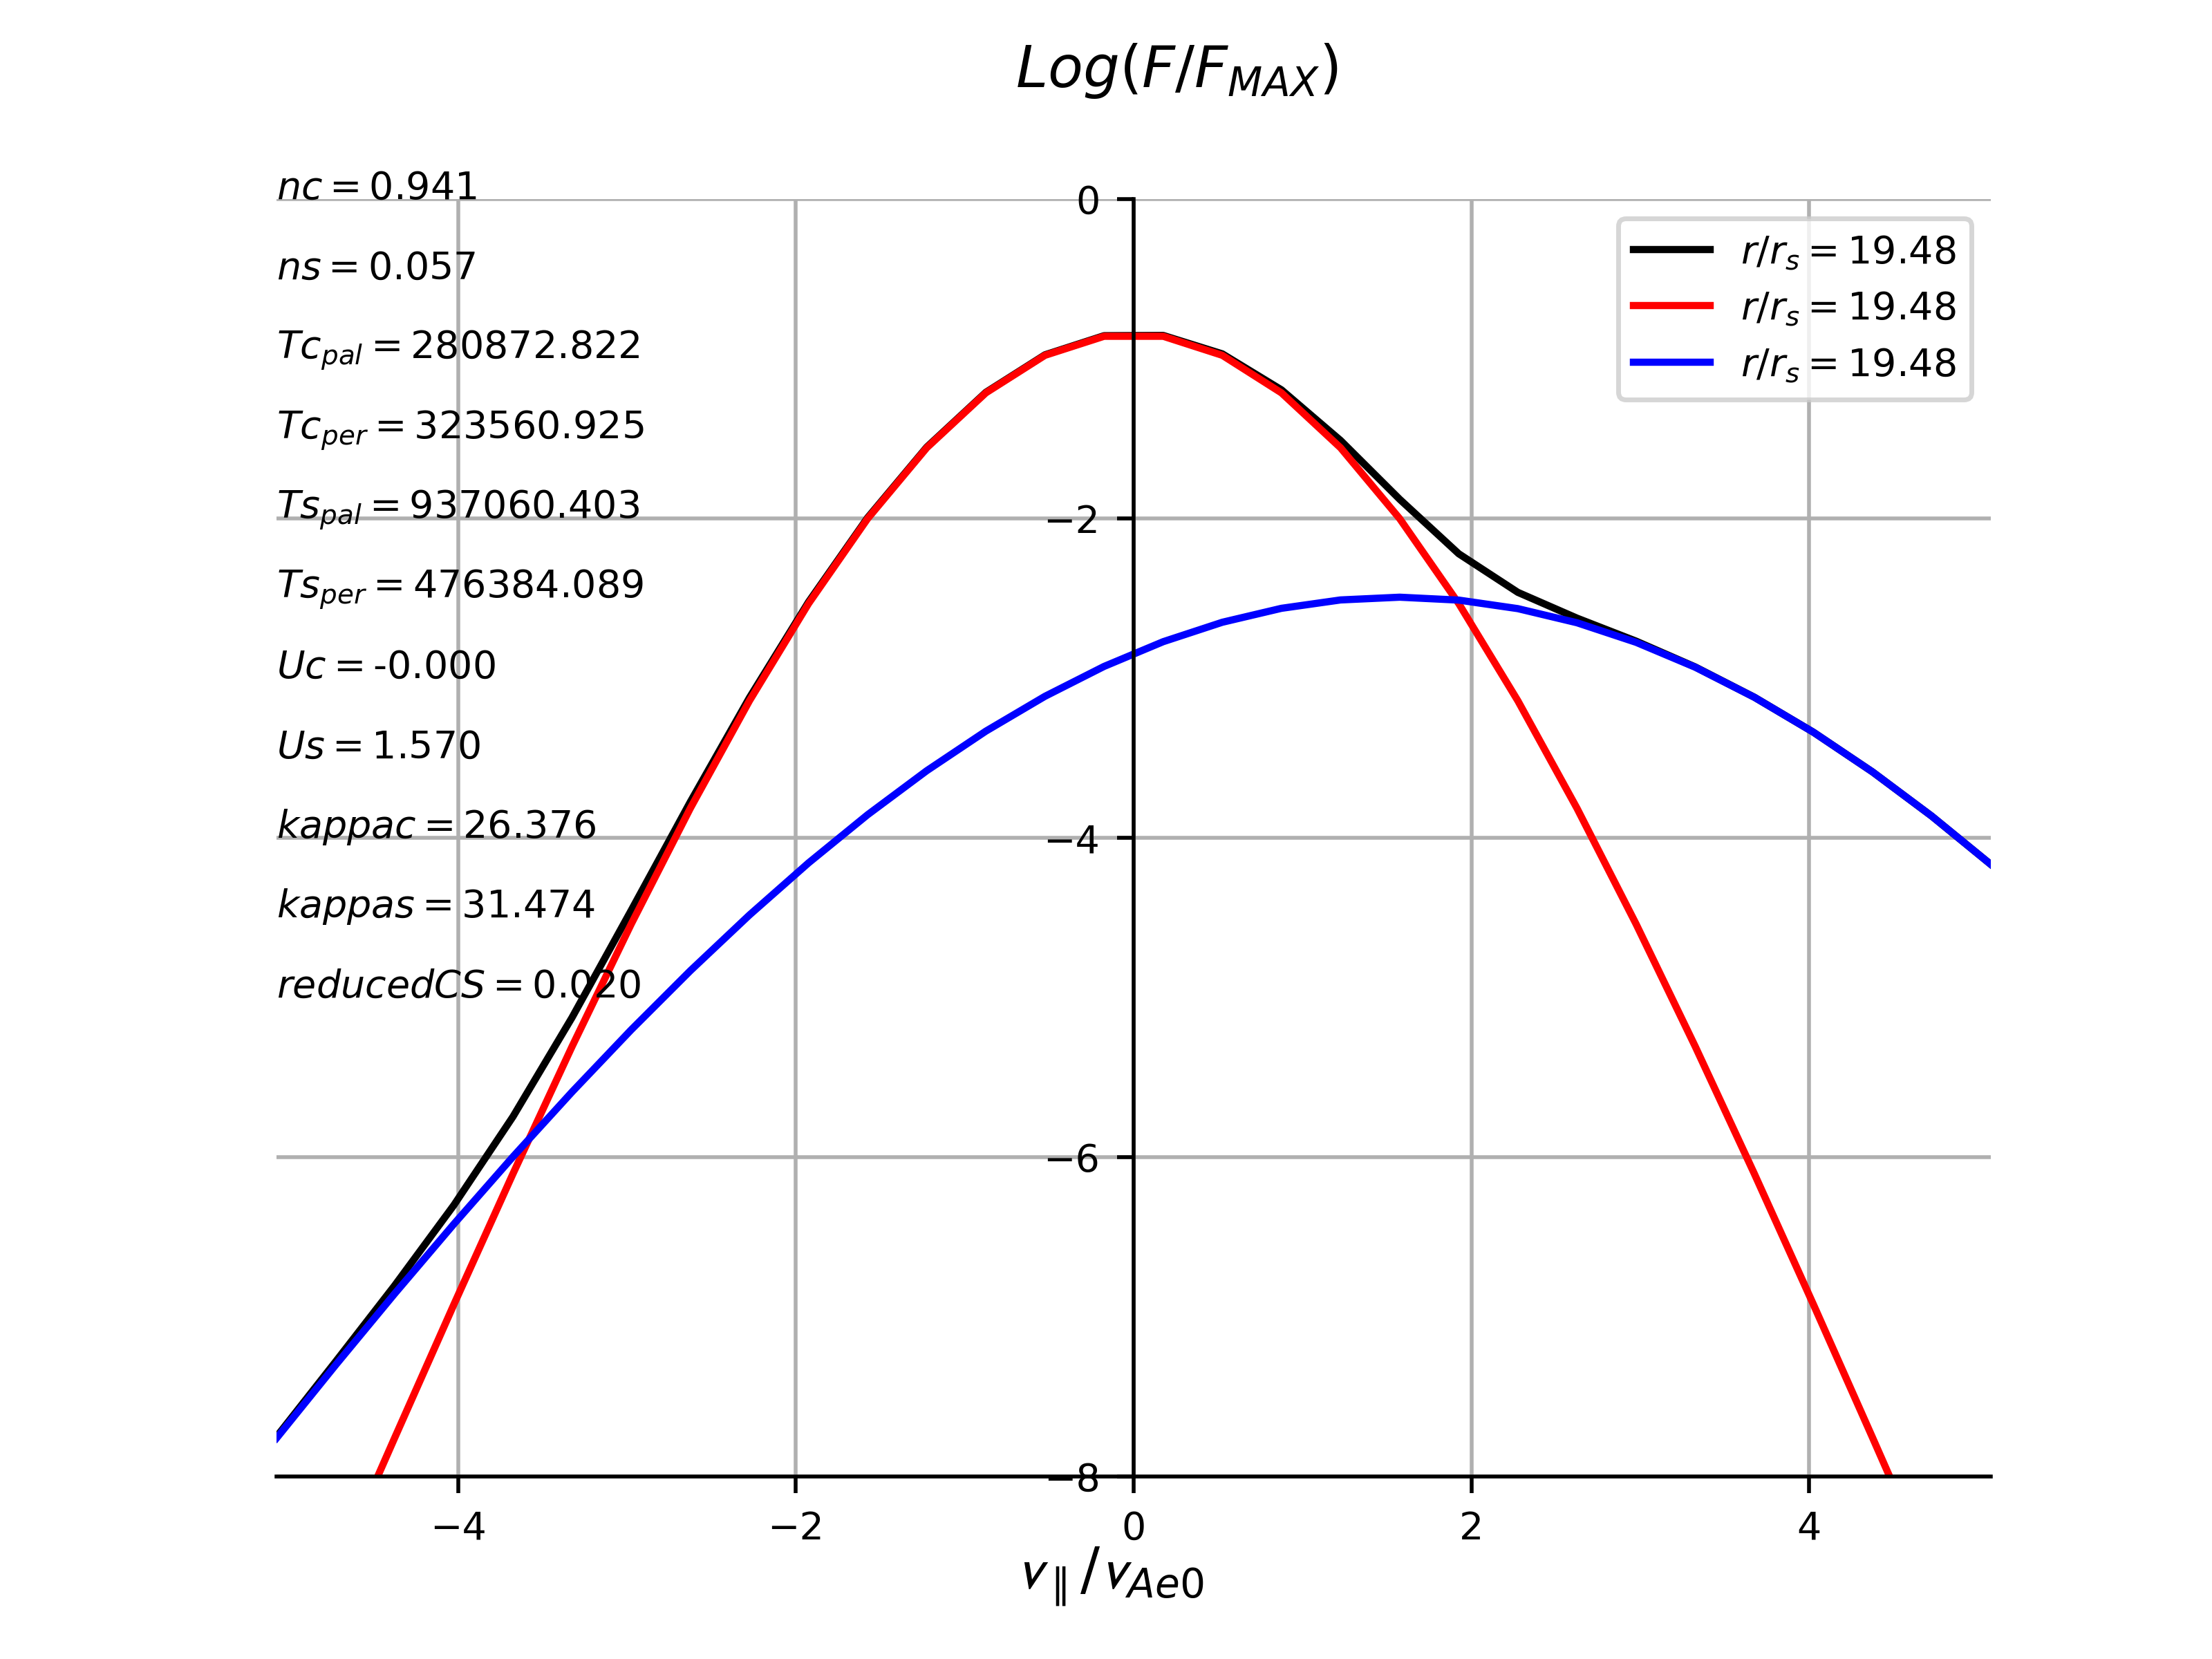 Log(F/F_MAX)
nc = 0.941
ns = 0.057
Tc_pal = 280872.822
Tc_per = 323560.925
Ts_pal = 937060.403
Ts_per = 476384.089
Uc = -0.000
Us = 1.570
kappac = 26.376
kappas = 31.474
reducedCS = 0.020
r/r_s = 19.48
r/r_s = 19.48
r/r_s = 19.48
0
−2
−4
−6
−8
−4 −2 0 2 4
v_∥/v_Ae0